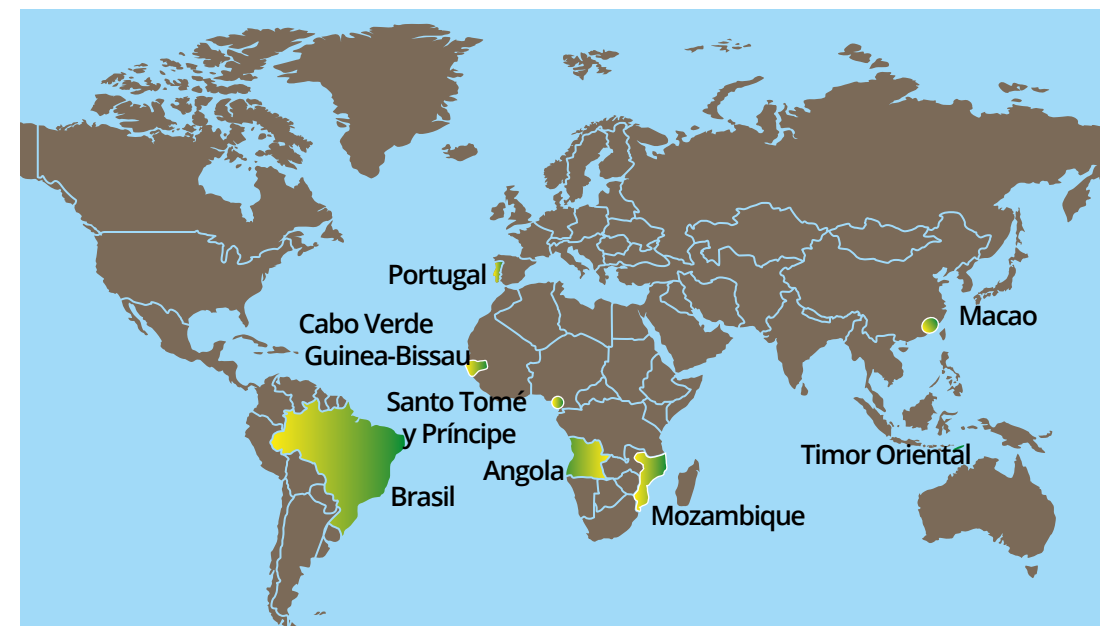 Portugal
Cabo Verde
Guinea-Bissau
Santo Tomé
y Príncipe
Angola
Brasil
Mozambique
Macao
Timor Oriental